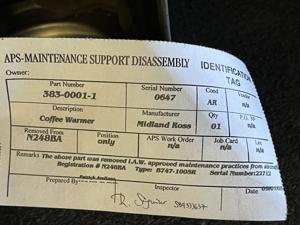 APS-MAINTENANCE SUPPORT DISASSEMBLY IDENTIFICATION
TAG
Owner:
Part Number Serial Number Cond Vendor
383-0001-1 0647 AR n/a
Description Manufacturer Qty P.O. №
Coffee Warmer Midland Ross 01 n/a
Removed From Position APS Work Order Job Card Lot
N248BA only n/a n/a n/a
Remarks The above part was removed I.A.W. approved maintenance practices from aircraft
Registration # N248BA Type: B747-100SR Serial Number:22712
Prepared By Inspector Date